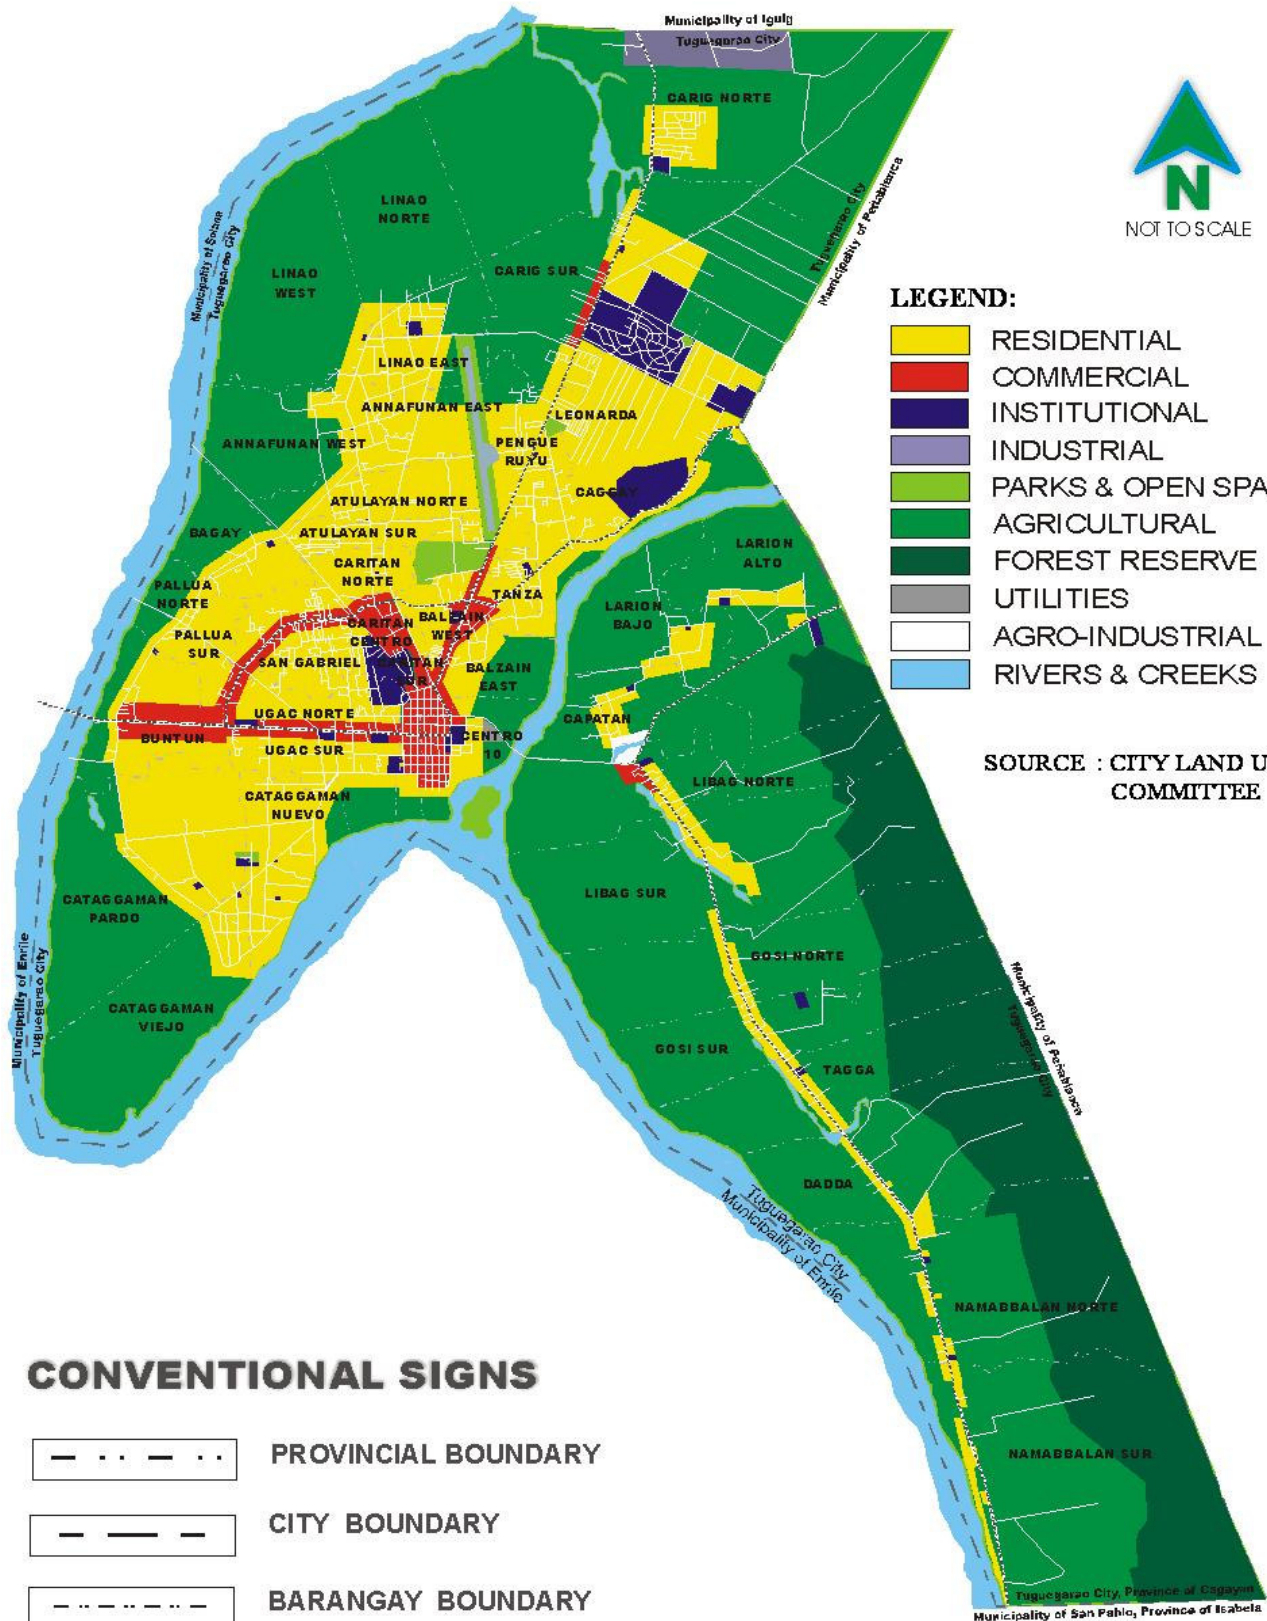 Municipality of Iguig
Tuguegarao City
CARIG NORTE
N
NOT TO SCALE
Tuguegarao City
Municipality of Peñablanca
LINAO
NORTE
Municipality of Solana
Tuguegarao City
LINAO
WEST
CARIG SUR
LEGEND:
RESIDENTIAL
COMMERCIAL
INSTITUTIONAL
INDUSTRIAL
PARKS & OPEN SPA
AGRICULTURAL
FOREST RESERVE
UTILITIES
AGRO-INDUSTRIAL
RIVERS & CREEKS
SOURCE : CITY LAND U
COMMITTEE
LINAO EAST
ANNAFUNAN EAST
LEONARDA
ANNAFUNAN WEST
PENGUE
RUYU
CAGGAY
ATULAYAN NORTE
BAGAY
ATULAYAN SUR
LARION
ALTO
CARITAN
NORTE
PALLUA
NORTE
TANZA
LARION
BAJO
CARITAN
CENTRO
BALZAIN
WEST
PALLUA
SUR
SAN GABRIEL
CARITAN
SUR
BALZAIN
EAST
UGAC NORTE
CAPATAN
BUNTUN
UGAC SUR
CENTRO
10
LIBAG NORTE
CATAGGAMAN
NUEVO
LIBAG SUR
CATAGGAMAN
PARDO
Municipality of Enrile
Tuguegarao City
GOSI NORTE
CATAGGAMAN
VIEJO
GOSI SUR
TAGGA
Municipality of Peñablanca
Tuguegarao City
DADDA
Tuguegarao City
Municipality of Enrile
NAMABBALAN NORTE
NAMABBALAN SUR
CONVENTIONAL SIGNS
PROVINCIAL BOUNDARY
CITY BOUNDARY
BARANGAY BOUNDARY
Tuguegarao City, Province of Cagayan
Municipality of San Pablo, Province of Isabela